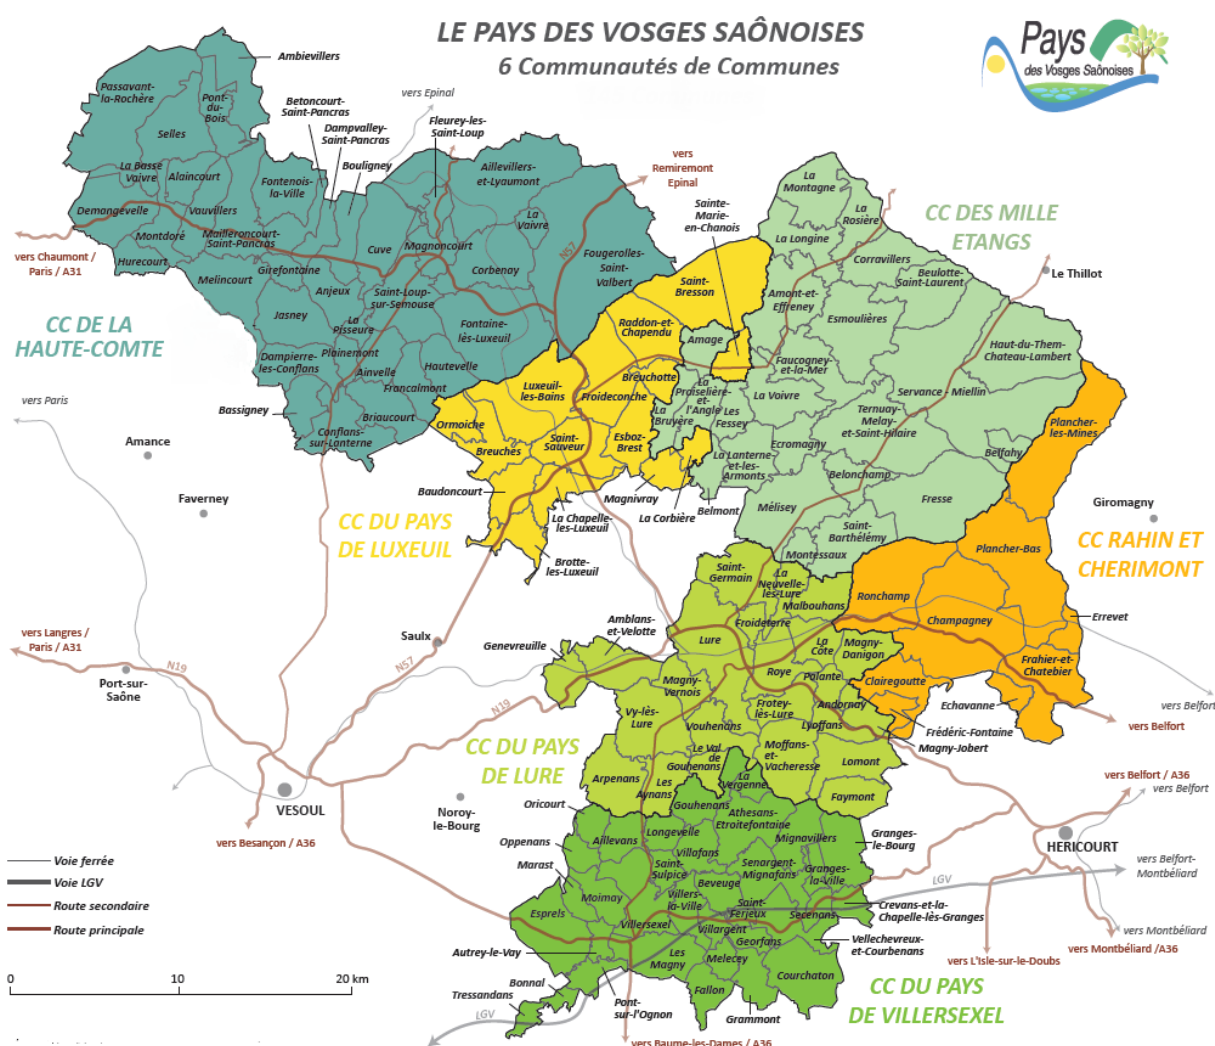 LE PAYS DES VOSGES SAÔNOISES
6 Communautés de Communes
Pays
des Vosges Saônoises
Ambievillers
Passavant-
la-Rochère
Pont-
du-
Bois
Betoncourt-
Saint-Pancras
vers Epinal
Dampvalley-
Saint-Pancras
Fleurey-les-
Saint-Loup
Selles
Bouligney
Aillevillers-
et-Lyaumont
vers
Remiremont
Epinal
La Basse
Vaivre
Alaincourt
Fontenois-
la-Ville
La
Montagne
Sainte-
Marie-
en-Chanois
La
Rosière
CC DES MILLE
ETANGS
Demangevelle
Vauvillers
La
Vaivre
Montdoré
Mailleroncourt-
Saint-Pancras
Cuve
Magnoncourt
N57
Fougerolles-
Saint-
Valbert
La Longine
Corravillers
vers Chaumont /
Paris / A31
Hurecourt
Melincourt
Girefontaine
Corbenay
Beulotte-
Saint-Laurent
Le Thillot
Anjeux
Saint-Loup-
sur-Semouse
Saint-
Bresson
Amont-et-
Effreney
Esmoulières
CC DE LA
HAUTE-COMTE
Jasney
La
Pisseure
Fontaine-
lès-Luxeuil
Raddon-et-
Chapendu
Amage
Haut-du-Them-
Chateau-Lambert
Dampierre-
les-Conflans
Plainemont
Ainvelle
Hautevelle
Faucogney-
et-la-Mer
Francalmont
Luxeuil-
les-Bains
Froideconche
Breuchotte
La
Proiselière-
et-
l'Angle
La Voivre
Servance - Miellin
vers Paris
Bassigney
Briaucourt
Ormoiche
La
Bruyère
Les
Fessey
Ternuay-
Melay-
et-Saint-Hilaire
Plancher-
les-Mines
Amance
Conflans-
sur-Lanterne
Breuches
Saint-
Sauveur
Esboz-
Brest
Ecromagny
La Lanterne
-et-les-
Armonts
Belfahy
Belonchamp
Faverney
Baudoncourt
Magnivray
La Corbière
Belmont
Mélisey
Fresse
Giromagny
CC DU PAYS
DE LUXEUIL
La Chapelle-
les-Luxeuil
Saint-
Barthélémy
Montessaux
Plancher-Bas
CC RAHIN ET
CHERIMONT
Brotte-
les-Luxeuil
Saint-
Germain
La
Neuvelle-
les-Lure
Malbouhans
Ronchamp
Champagney
Errevet
vers Langres /
Paris / A31
Saulx
Amblans-
et-Velotte
Genevreuille
Froideterre
Lure
La
Côte
Magny-
Danigon
Frahier-et-
Chatebier
N19
N57
Port-sur-
Saône
Magny-
Vernois
Roye
Palante
Clairegoutte
vers Belfort
N19
Vy-lès-
Lure
Frotey-
lès-Lure
Andornay
Echavanne
Lyoffans
Frédéric-Fontaine
vers Belfort
CC DU PAYS
DE LURE
Vouhenans
Magny-Jobert
Le Val
de
Gouhenans
Moffans-
et-
Vacheresse
Lomont
Arpenans
Les
Aynans
La
Vergenne
Faymont
vers Belfort / A36
vers Belfort
VESOUL
Noroy-
le-Bourg
Oricourt
Gouhenans
Athesans-
Etroitefontaine
vers Besançon / A36
Oppenans
Aillevans
Longevelle
Mignavillers
Granges-
le-Bourg
HERICOURT
Voie ferrée
Marast
Villafans
Saint-
Sulpice
Senargent-
Mignafans
Granges-
la-Ville
vers Belfort-
Montbéliard
Voie LGV
Beveuge
LGV
Route secondaire
Moimay
Villers-
la-Ville
Saint-
Ferjeux
Secenans
Crevans-et-la-
Chapelle-lès-Granges
Route principale
Esprels
Villersexel
Villargent
vers Montbéliard
Georfans
Vellechevreux-
et-Courbenans
vers Montbéliard /A36
Autrey-le-Vay
Les
Magny
Melecey
vers L'Isle-sur-le-Doubs
0 10 20 km
Bonnal
Tressandans
Fallon
Courchaton
CC DU PAYS
DE VILLERSEXEL
Pont-
sur-l'Ognon
Grammont
LGV
vers Baume-les-Dames / A36